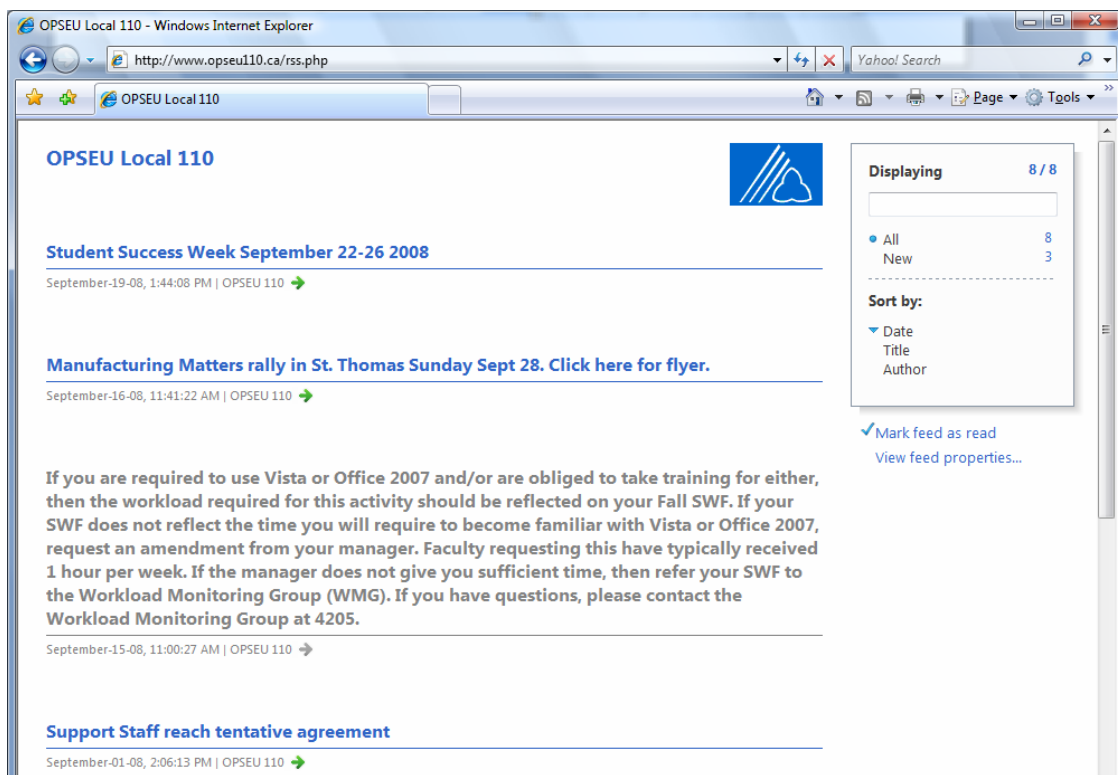 OPSEU Local 110 - Windows Internet Explorer
http://www.opseu110.ca/rss.php
Yahoo! Search
OPSEU Local 110
Page
Tools
OPSEU Local 110
Student Success Week September 22-26 2008
September-19-08, 1:44:08 PM | OPSEU 110
Manufacturing Matters rally in St. Thomas Sunday Sept 28. Click here for flyer.
September-16-08, 11:41:22 AM | OPSEU 110
If you are required to use Vista or Office 2007 and/or are obliged to take training for either,
then the workload required for this activity should be reflected on your Fall SWF. If your
SWF does not reflect the time you will require to become familiar with Vista or Office 2007,
request an amendment from your manager. Faculty requesting this have typically received
1 hour per week. If the manager does not give you sufficient time, then refer your SWF to
the Workload Monitoring Group (WMG). If you have questions, please contact the
Workload Monitoring Group at 4205.
September-15-08, 11:00:27 AM | OPSEU 110
Support Staff reach tentative agreement
September-01-08, 2:06:13 PM | OPSEU 110
Displaying 8 / 8
All 8
New 3
Sort by:
Date
Title
Author
Mark feed as read
View feed properties...